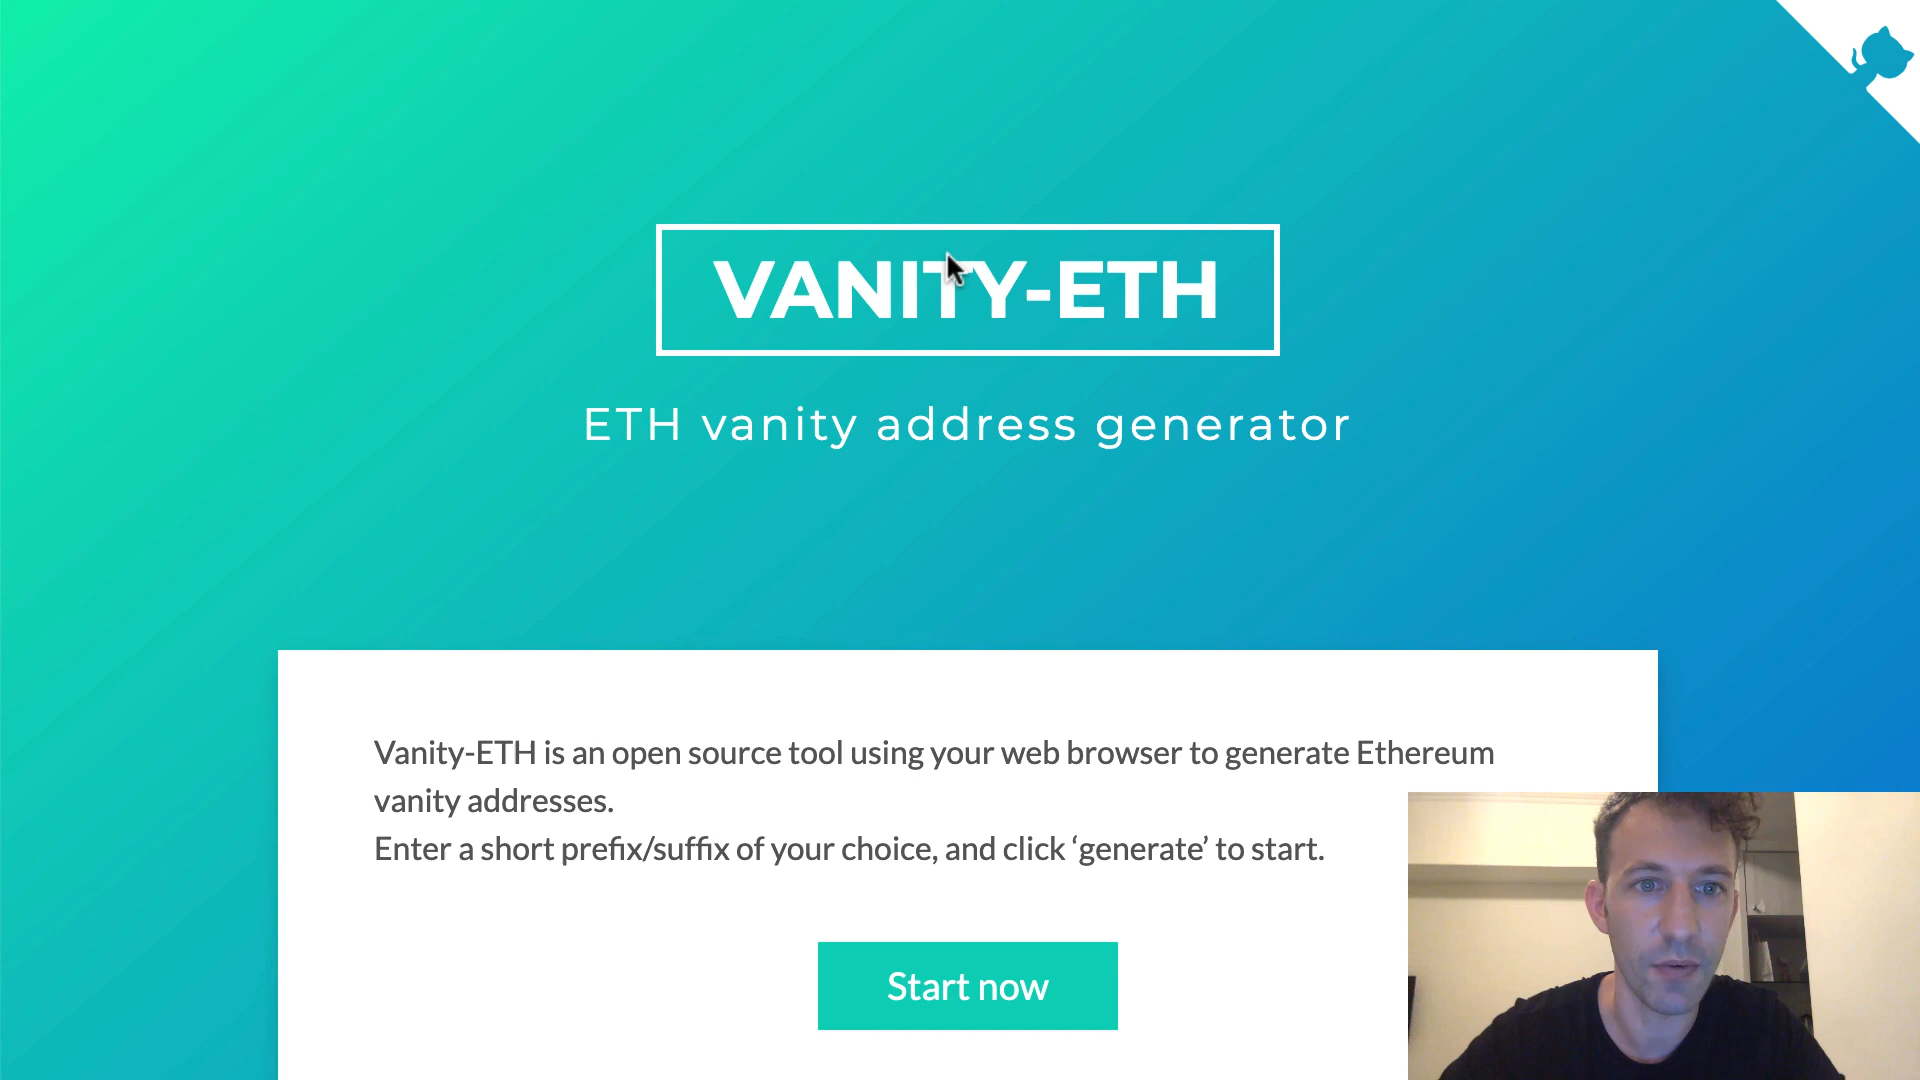 VANITY-ETH
ETH vanity address generator
Vanity-ETH is an open source tool using your web browser to generate Ethereum
vanity addresses.
Enter a short prefix/suffix of your choice, and click ‘generate’ to start.
Start now